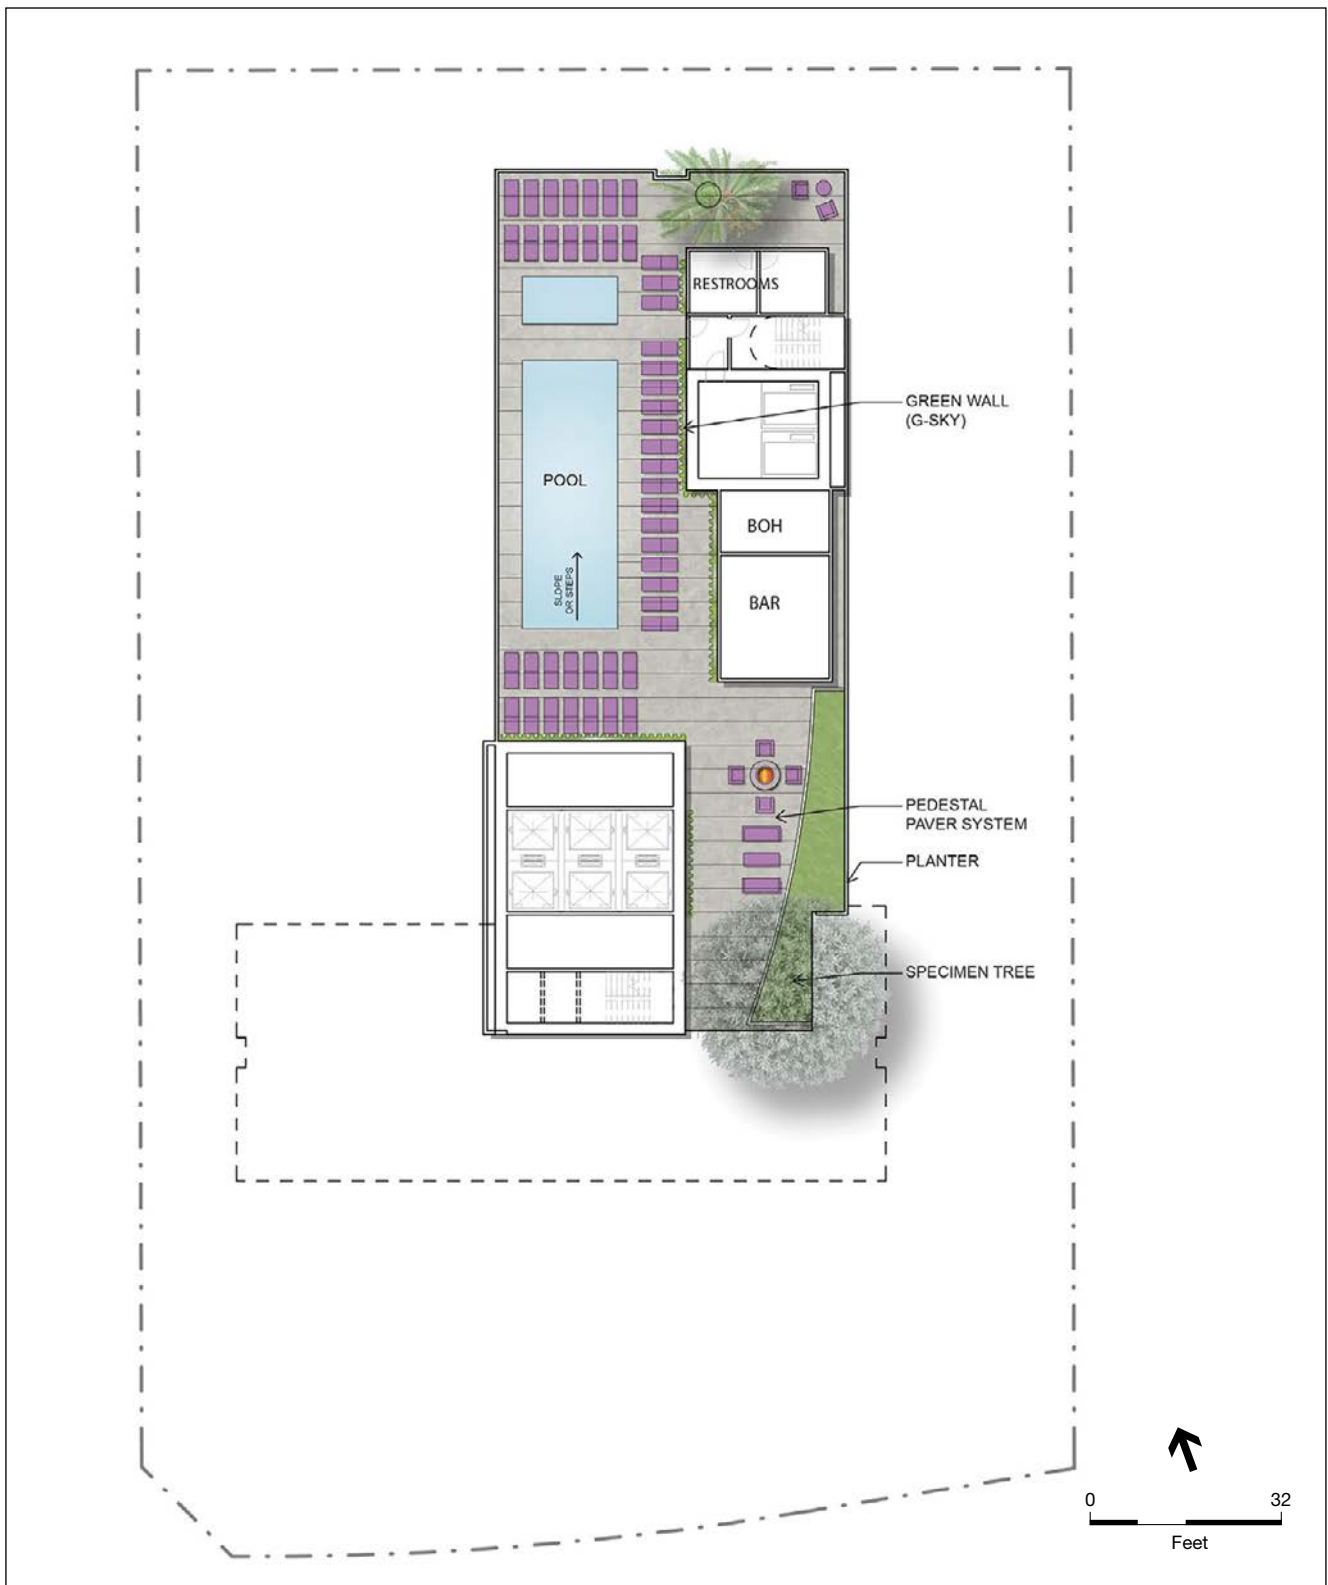 RESTROOMS
GREEN WALL
(G-SKY)
POOL
BOH
SLOPE
OR STEPS
BAR
PEDESTAL
PAVER SYSTEM
PLANTER
SPECIMEN TREE
0 32
Feet